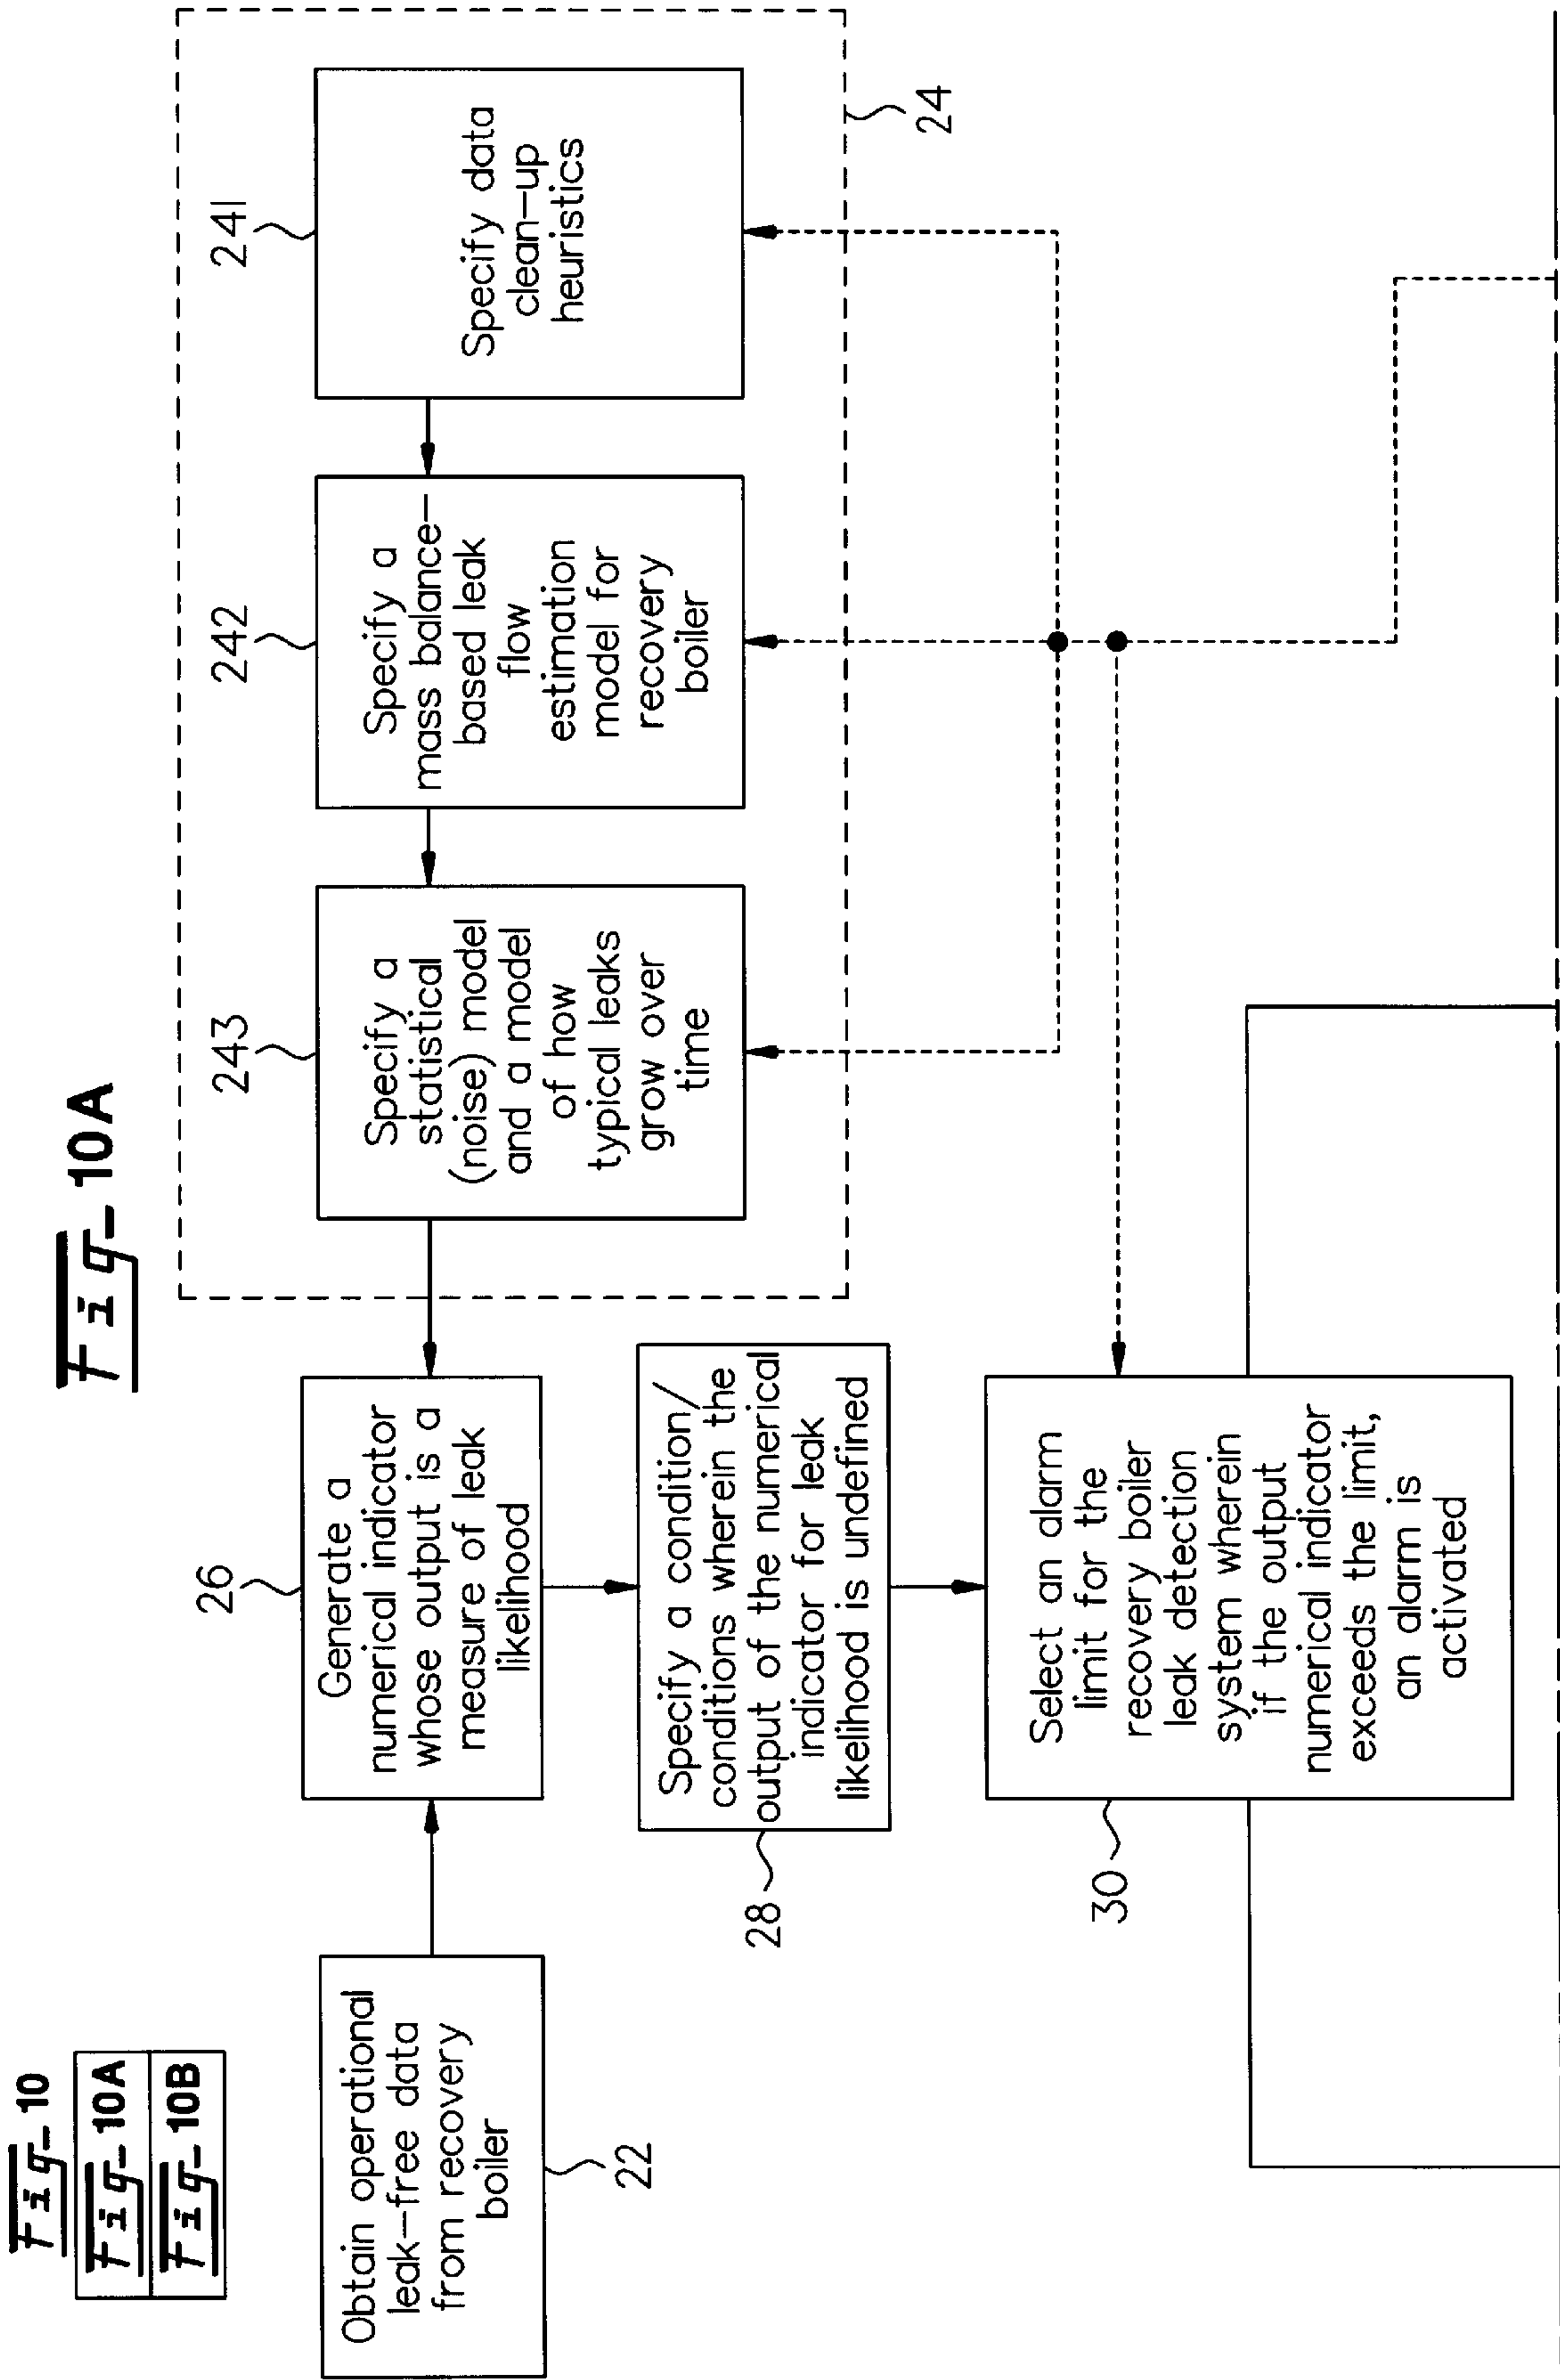 Fig-10
Fig-10A
Fig-10B
Fig-10A
Obtain operational
leak-free data
from recovery
boiler
22
26
Generate a
numerical indicator
whose output is a
measure of leak
likelihood
243
Specify a
statistical
(noise) model
and a model
of how
typical leaks
grow over
time
242
Specify a
mass balance-
based leak
flow
estimation
model for
recovery
boiler
241
Specify data
clean-up
heuristics
24
28
Specify a condition/
conditions wherein the
output of the numerical
indicator for leak
likelihood is undefined
30
Select an alarm
limit for the
recovery boiler
leak detection
system wherein
if the output
numerical indicator
exceeds the limit,
an alarm is
activated